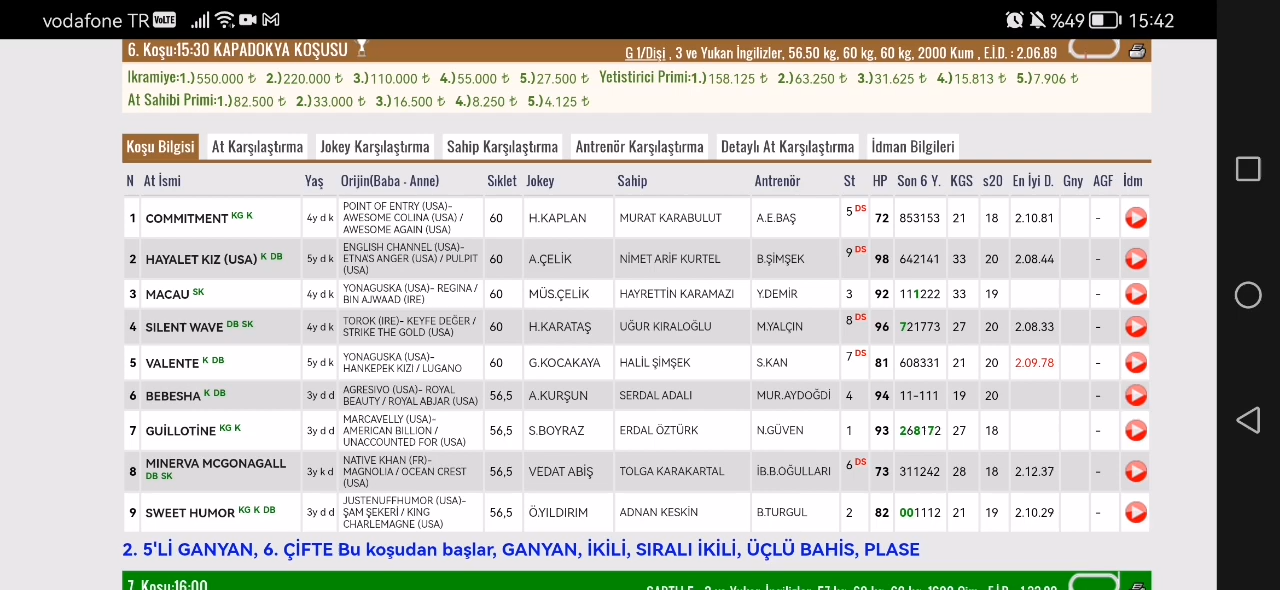 vodafone TR VoLTE %49 15:42
6. Koşu:15:30 KAPADOKYA KOŞUSU G 1/Dişi , 3 ve Yukarı İngilizler, 56.50 kg, 60 kg, 60 kg, 2000 Kum , E.İ.D. : 2.06.89
İkramiye:1.)550.000 ₺ 2.)220.000 ₺ 3.)110.000 ₺ 4.)55.000 ₺ 5.)27.500 ₺ Yetistirici Primi:1.)158.125 ₺ 2.)63.250 ₺ 3.)31.625 ₺ 4.)15.813 ₺ 5.)7.906 ₺
At Sahibi Primi:1.)82.500 ₺ 2.)33.000 ₺ 3.)16.500 ₺ 4.)8.250 ₺ 5.)4.125 ₺
Koşu Bilgisi At Karşılaştırma Jokey Karşılaştırma Sahip Karşılaştırma Antrenör Karşılaştırma Detaylı At Karşılaştırma İdman Bilgileri
N At İsmi Yaş Orijin(Baba - Anne) Sıklet Jokey Sahip Antrenör St HP Son 6 Y. KGS s20 En İyi D. Gny AGF İdm
1 COMMITMENT KG K 4y d k POINT OF ENTRY (USA)- AWESOME COLINA (USA) / AWESOME AGAIN (USA) 60 H.KAPLAN MURAT KARABULUT A.E.BAŞ 5 DS 72 853153 21 18 2.10.81 -
2 HAYALET KIZ (USA) K DB 5y d k ENGLISH CHANNEL (USA)- ETNA'S ANGER (USA) / PULPIT (USA) 60 A.ÇELİK NİMET ARİF KURTEL B.ŞİMŞEK 9 DS 98 642141 33 20 2.08.44 -
3 MACAU SK 4y d k YONAGUSKA (USA)- REGINA / BIN AJWAAD (IRE) 60 MÜS.ÇELİK HAYRETTİN KARAMAZI Y.DEMİR 3 92 111222 33 19 -
4 SILENT WAVE DB SK 4y d k TOROK (IRE)- KEYFE DEĞER / STRIKE THE GOLD (USA) 60 H.KARATAŞ UĞUR KIRALOĞLU M.YALÇIN 8 DS 96 721773 27 20 2.08.33 -
5 VALENTE K DB 5y d k YONAGUSKA (USA)- HANKEPEK KIZI / LUGANO 60 G.KOCAKAYA HALİL ŞİMŞEK S.KAN 7 DS 81 608331 21 20 2.09.78 -
6 BEBESHA K DB 3y d d AGRESIVO (USA)- ROYAL BEAUTY / ROYAL ABJAR (USA) 56,5 A.KURŞUN SERDAL ADALI MUR.AYDOĞDİ 4 94 11-111 19 20 -
7 GUİLLOTİNE KG K 3y d d MARCAVELLY (USA)- AMERICAN BILLION / UNACCOUNTED FOR (USA) 56,5 S.BOYRAZ ERDAL ÖZTÜRK N.GÜVEN 1 93 268172 27 18 -
8 MINERVA MCGONAGALL DB SK 3y k d NATIVE KHAN (FR)- MAGNOLIA / OCEAN CREST (USA) 56,5 VEDAT ABİŞ TOLGA KARAKARTAL İB.B.OĞULLARI 6 DS 73 311242 28 18 2.12.37 -
9 SWEET HUMOR KG K DB 3y d d JUSTENUFFHUMOR (USA)- ŞAM ŞEKERİ / KING CHARLEMAGNE (USA) 56,5 Ö.YILDIRIM ADNAN KESKİN B.TURGUL 2 82 001112 21 19 2.10.29 -
2. 5'Lİ GANYAN, 6. ÇİFTE Bu koşudan başlar, GANYAN, İKİLİ, SIRALI İKİLİ, ÜÇLÜ BAHİS, PLASE
7. Koşu:16:00